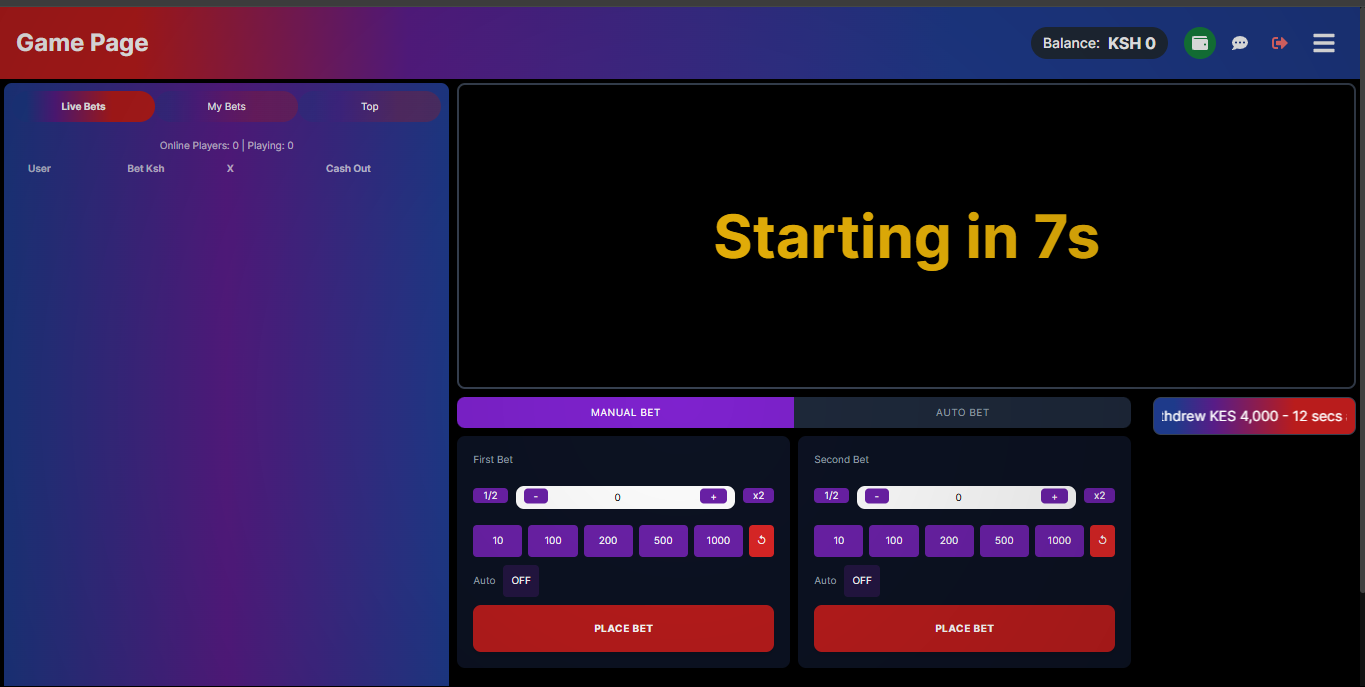 Game Page
Balance: KSH 0
Live Bets My Bets Top
Online Players: 0 | Playing: 0
User Bet Ksh X Cash Out
Starting in 7s
MANUAL BET AUTO BET
KES 4,000 - 12 secs
First Bet
1/2 - 0 + x2
10 100 200 500 1000
Auto OFF
PLACE BET
Second Bet
1/2 - 0 + x2
10 100 200 500 1000
Auto OFF
PLACE BET